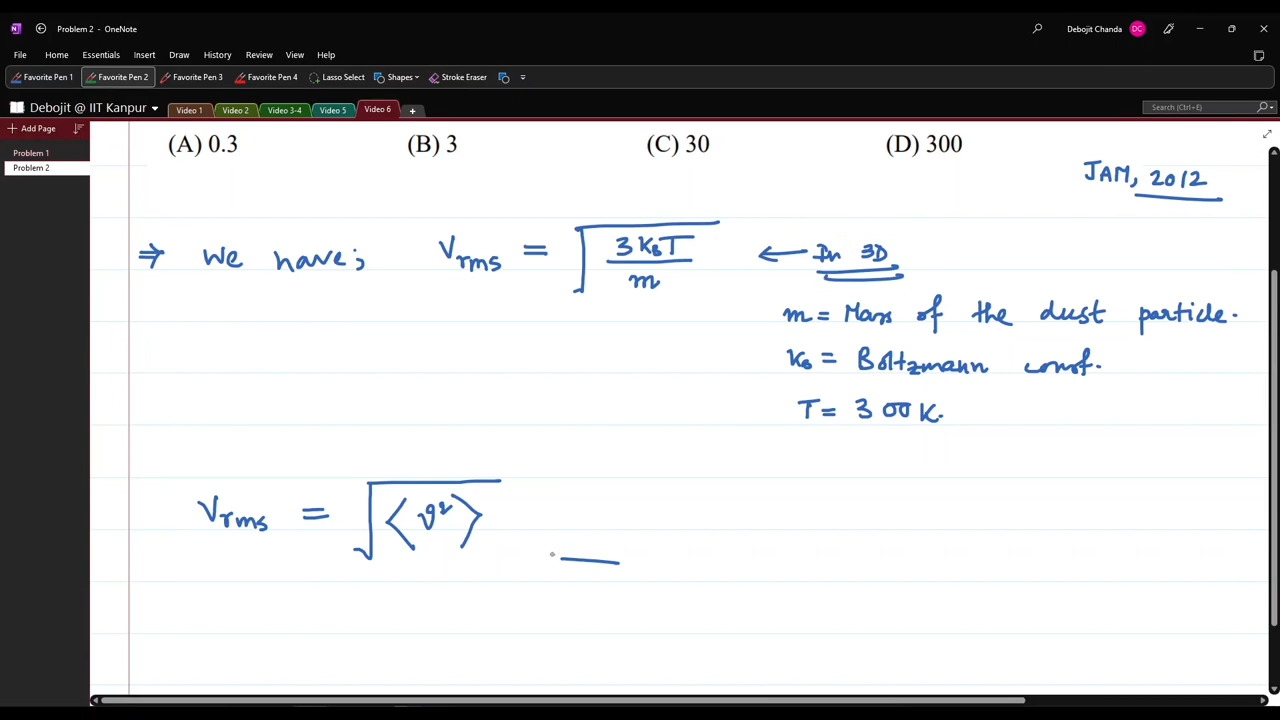 Problem 2 - OneNote
Debojit Chanda DC
File Home Essentials Insert Draw History Review View Help
Favorite Pen 1 Favorite Pen 2 Favorite Pen 3 Favorite Pen 4 Lasso Select Shapes Stroke Eraser
Debojit @ IIT Kanpur Video 1 Video 2 Video 3-4 Video 5 Video 6 + Search (Ctrl+E)
+ Add Page
Problem 1
Problem 2
(A) 0.3 (B) 3 (C) 30 (D) 300
JAM, 2012
⇒ We have; Vrms = √(3 kB T / m) ← In 3D
m = Mass of the dust particle.
kB = Boltzmann const.
T = 300 K.
Vrms = √⟨v²⟩